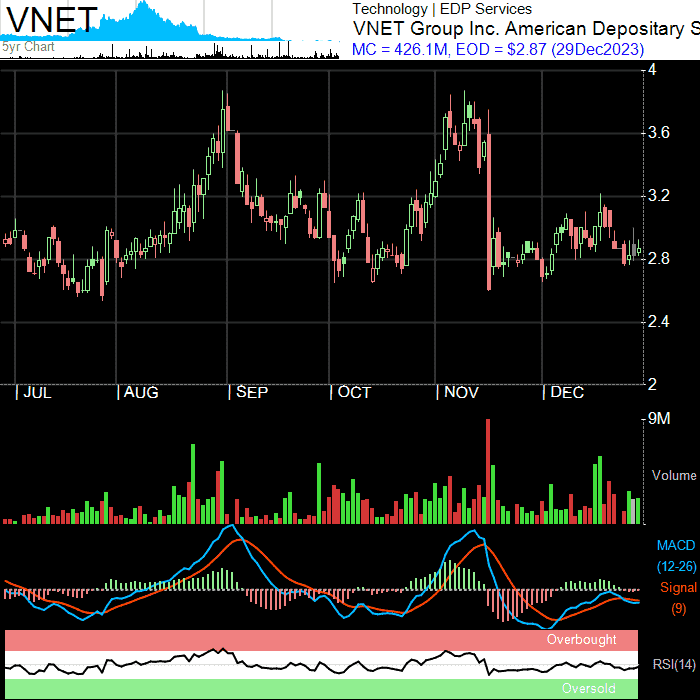 VNET
5yr Chart
Technology | EDP Services
VNET Group Inc. American Depositary S
MC = 426.1M, EOD = $2.87 (29Dec2023)
4
3.6
3.2
2.8
2.4
2
JUL AUG SEP OCT NOV DEC
9M
Volume
MACD
(12-26)
Signal
(9)
Overbought
RSI(14)
Oversold